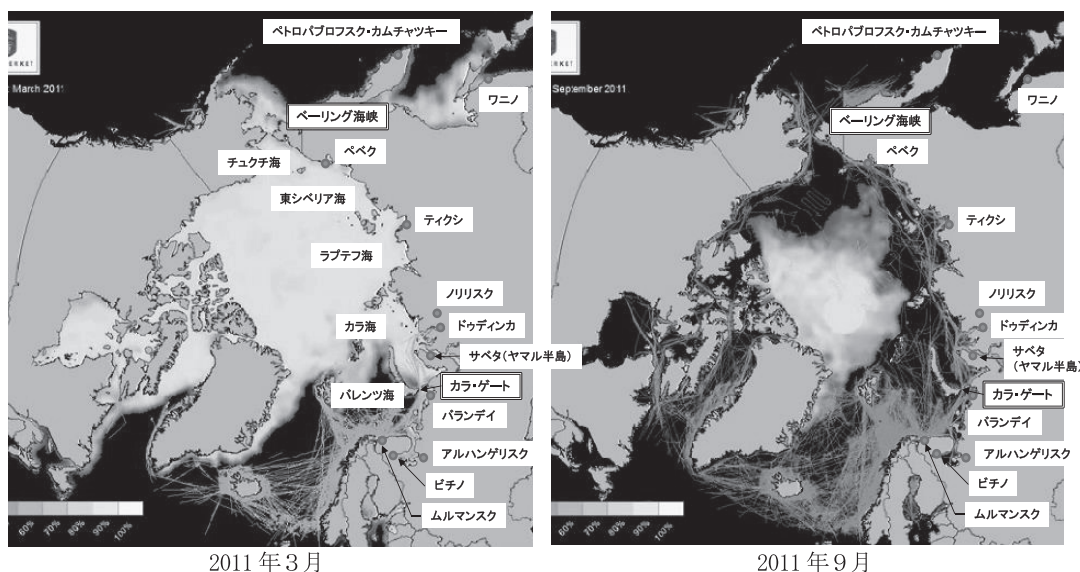 ペトロパブロフスク・カムチャツキー
March 2011
ワニノ
ベーリング海峡
ペベク
チュクチ海
東シベリア海
ティクシ
ラプテフ海
ノリリスク
カラ海
ドゥディンカ
サベタ(ヤマル半島)
カラ・ゲート
バレンツ海
バランデイ
アルハンゲリスク
ビチノ
ムルマンスク
60% 70% 80% 90% 100%
2011年3月
ペトロパブロフスク・カムチャツキー
September 2011
ワニノ
ベーリング海峡
ペベク
ティクシ
ノリリスク
ドゥディンカ
サベタ
(ヤマル半島)
カラ・ゲート
バランデイ
アルハンゲリスク
ビチノ
ムルマンスク
60% 70% 80% 90% 100%
2011年9月